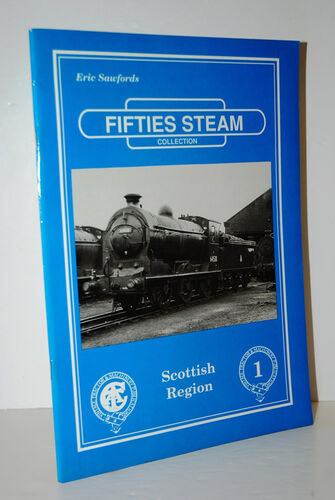 Eric Sawfords
FIFTIES STEAM
COLLECTION
Scottish
Region
1